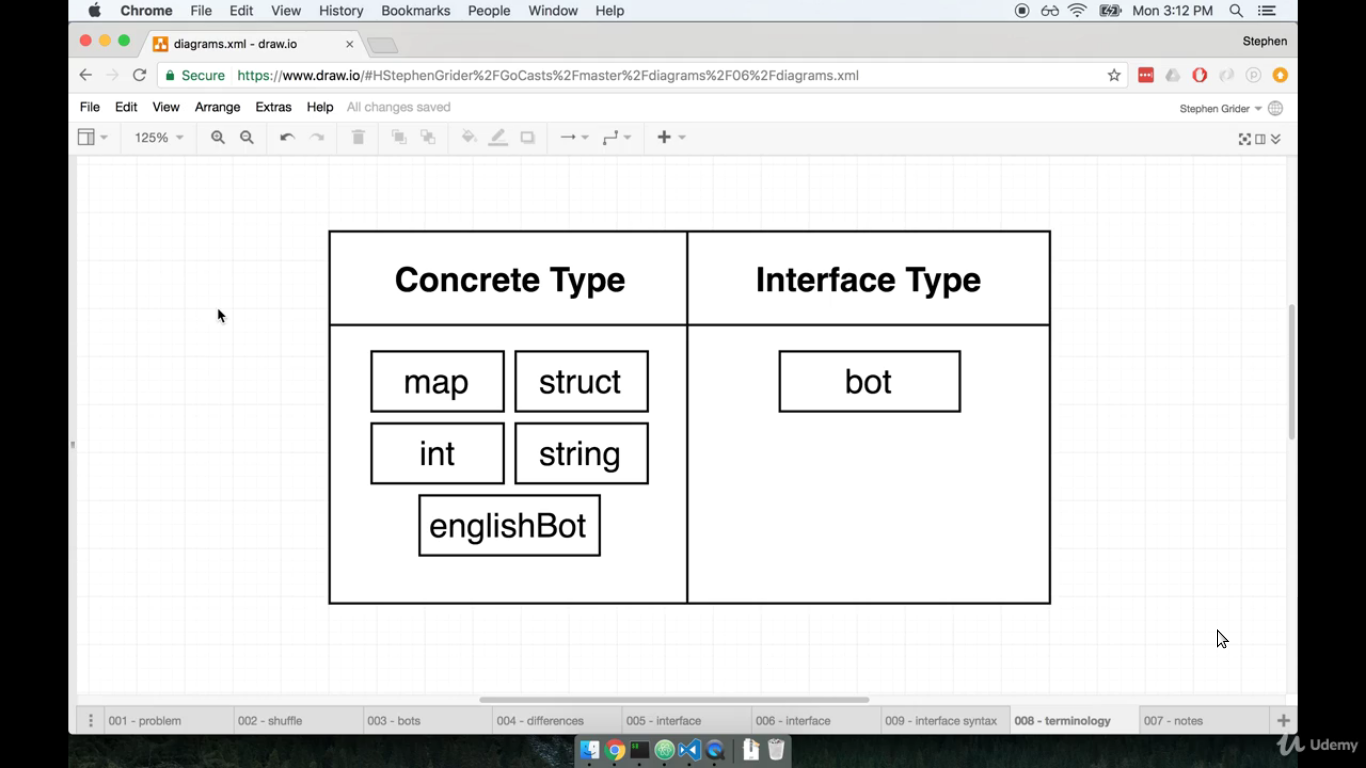 Chrome File Edit View History Bookmarks People Window Help Mon 3:12 PM
diagrams.xml - draw.io Stephen
Secure https://www.draw.io/#HStephenGrider%2FGoCasts%2Fmaster%2Fdiagrams%2F06%2Fdiagrams.xml
File Edit View Arrange Extras Help All changes saved Stephen Grider
125%
Concrete Type Interface Type
map struct bot
int string
englishBot
001 - problem 002 - shuffle 003 - bots 004 - differences 005 - interface 006 - interface 009 - interface syntax 008 - terminology 007 - notes
Udemy